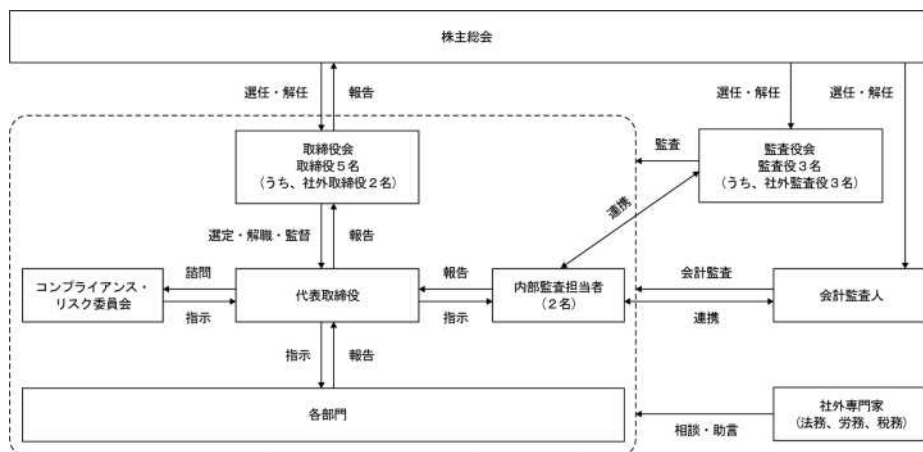 株主総会
選任・解任
報告
選任・解任
選任・解任
取締役会
取締役5名
(うち、社外取締役2名)
監査
監査役会
監査役3名
(うち、社外監査役3名)
連携
選定・解職・監督
報告
コンプライアンス・
リスク委員会
諮問
指示
代表取締役
報告
指示
内部監査担当者
(2名)
会計監査
連携
会計監査人
指示
報告
各部門
相談・助言
社外専門家
(法務、労務、税務)